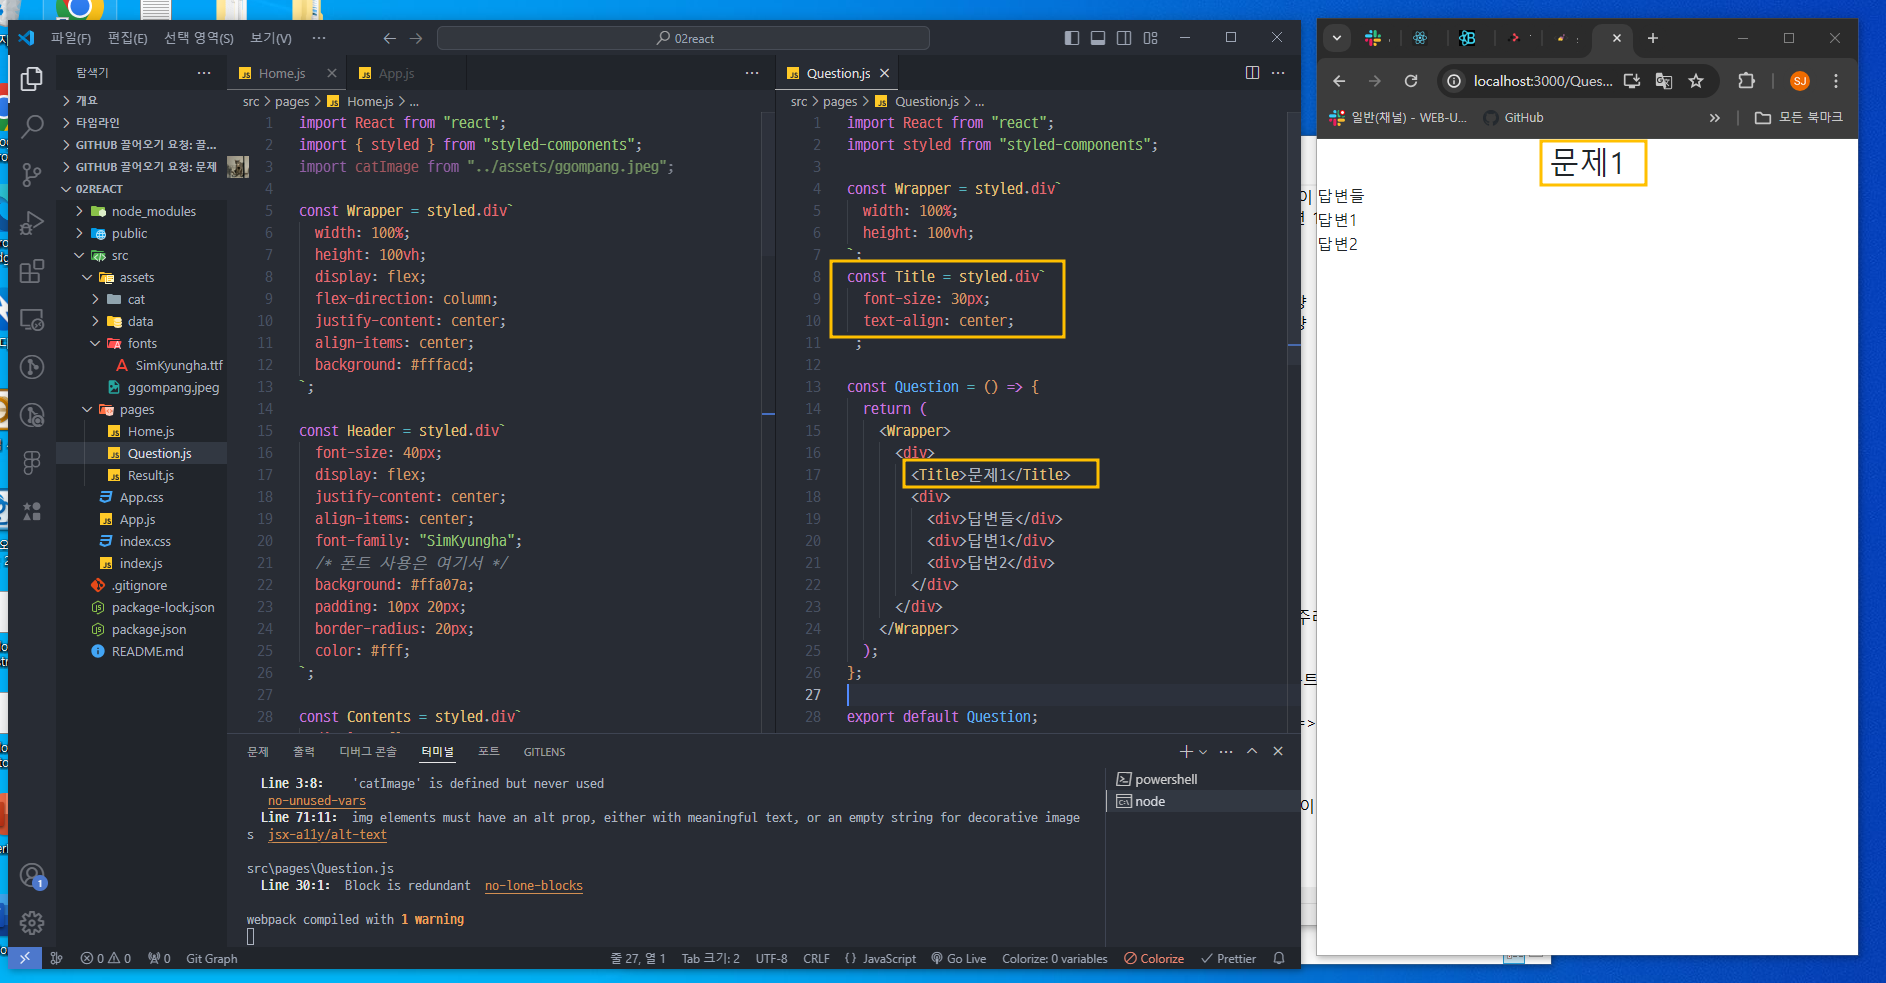 파일(F) 편집(E) 선택 영역(S) 보기(V) ··· 02react
탐색기 ···
개요
타임라인
GITHUB 끌어오기 요청: 끌...
GITHUB 끌어오기 요청: 문제
02REACT
node_modules
public
src
assets
cat
data
fonts
SimKyungha.ttf
ggompang.jpeg
pages
Home.js
Question.js
Result.js
App.css
App.js
index.css
index.js
.gitignore
package-lock.json
package.json
README.md
Home.js App.js ···
src > pages > Home.js > ...
1 import React from "react";
2 import { styled } from "styled-components";
3 import catImage from "../assets/ggompang.jpeg";
4
5 const Wrapper = styled.div`
6 width: 100%;
7 height: 100vh;
8 display: flex;
9 flex-direction: column;
10 justify-content: center;
11 align-items: center;
12 background: #fffacd;
13 `;
14
15 const Header = styled.div`
16 font-size: 40px;
17 display: flex;
18 justify-content: center;
19 align-items: center;
20 font-family: "SimKyungha";
21 /* 폰트 사용은 여기서 */
22 background: #ffa07a;
23 padding: 10px 20px;
24 border-radius: 20px;
25 color: #fff;
26 `;
27
28 const Contents = styled.div`
Question.js ···
src > pages > Question.js > ...
1 import React from "react";
2 import styled from "styled-components";
3
4 const Wrapper = styled.div`
5 width: 100%;
6 height: 100vh;
7 `;
8 const Title = styled.div`
9 font-size: 30px;
10 text-align: center;
11 ;
12
13 const Question = () => {
14 return (
15 <Wrapper>
16 <div>
17 <Title>문제1</Title>
18 <div>
19 <div>답변들</div>
20 <div>답변1</div>
21 <div>답변2</div>
22 </div>
23 </div>
24 </Wrapper>
25 );
26 };
27
28 export default Question;
문제 출력 디버그 콘솔 터미널 포트 GITLENS
Line 3:8: 'catImage' is defined but never used
no-unused-vars
Line 71:11: img elements must have an alt prop, either with meaningful text, or an empty string for decorative image
s jsx-a11y/alt-text
src\pages\Question.js
Line 30:1: Block is redundant no-lone-blocks
webpack compiled with 1 warning
powershell
node
1
0 0 0 Git Graph 줄 27, 열 1 Tab 크기: 2 UTF-8 CRLF {} JavaScript Go Live Colorize: 0 variables Colorize Prettier
localhost:3000/Ques... SJ
일반(채널) - WEB-U... GitHub » 모든 북마크
문제1
답변들
답변1
답변2